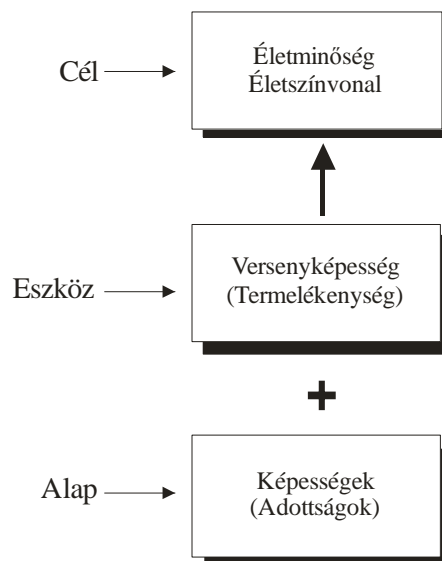 Cél
Életminőség
Életszínvonal
Eszköz
Versenyképesség
(Termelékenység)
+
Alap
Képességek
(Adottságok)